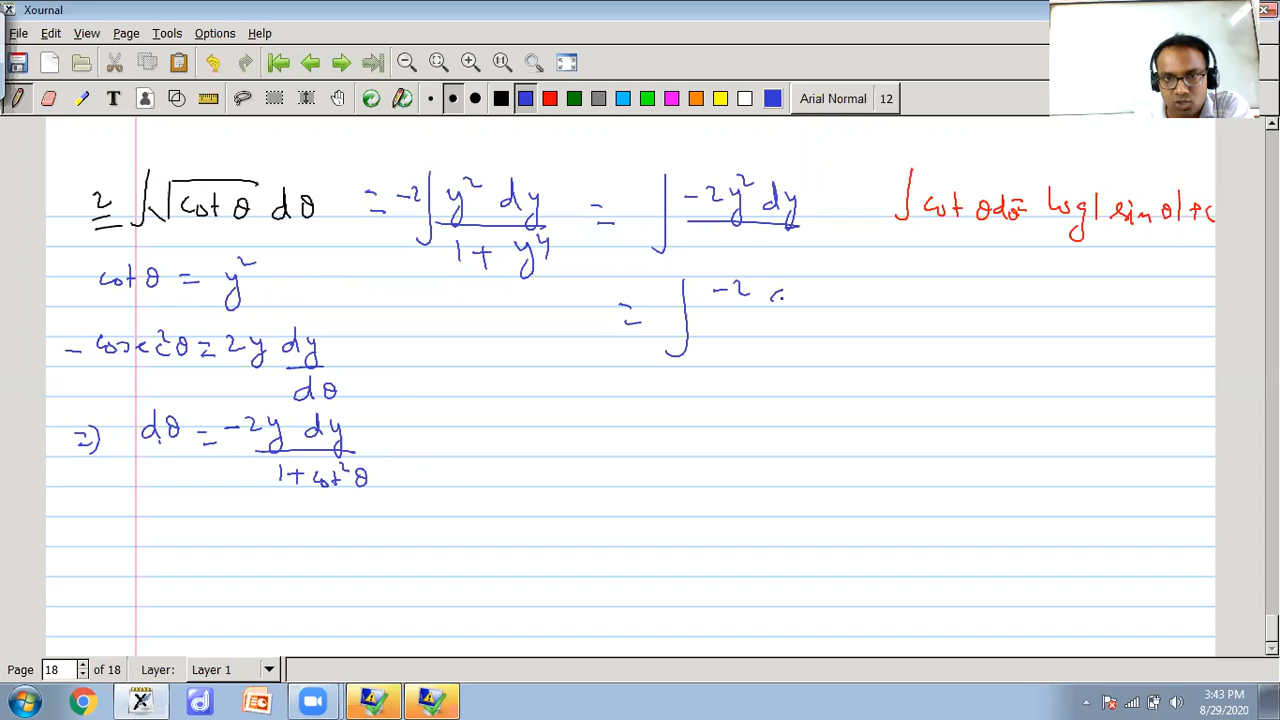 Xournal
File Edit View Page Tools Options Help
Arial Normal 12
2 ∫√cot θ dθ = -2∫ y² dy / 1 + y⁴ = ∫ -2y² dy
∫ cot θ dθ = log | sin θ | + c
cot θ = y²
= ∫ -2
- cosec²θ = 2y dy / dθ
=) dθ = -2y dy / 1 + cot²θ
Page 18 of 18 Layer: Layer 1
3:43 PM
8/29/2020